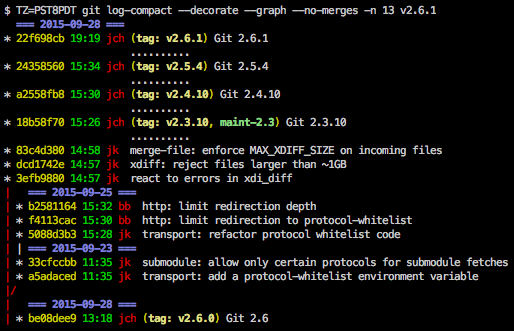 $ TZ=PST8PDT git log-compact --decorate --graph --no-merges -n 13 v2.6.1
=== 2015-09-28 ===
* 22f698cb 19:19 jch (tag: v2.6.1) Git 2.6.1
..........
* 24358560 15:34 jch (tag: v2.5.4) Git 2.5.4
..........
* a2558fb8 15:30 jch (tag: v2.4.10) Git 2.4.10
..........
* 18b58f70 15:26 jch (tag: v2.3.10, maint-2.3) Git 2.3.10
..........
* 83c4d380 14:58 jk merge-file: enforce MAX_XDIFF_SIZE on incoming files
* dcd1742e 14:57 jk xdiff: reject files larger than ~1GB
* 3efb9880 14:57 jk react to errors in xdi_diff
| === 2015-09-25 ===
| * b2581164 15:32 bb http: limit redirection depth
| * f4113cac 15:30 bb http: limit redirection to protocol-whitelist
| * 5088d3b3 15:28 jk transport: refactor protocol whitelist code
| | === 2015-09-23 ===
| * 33cfccbb 11:35 jk submodule: allow only certain protocols for submodule fetches
| * a5adaced 11:35 jk transport: add a protocol-whitelist environment variable
|/
| === 2015-09-28 ===
| * be08dee9 13:18 jch (tag: v2.6.0) Git 2.6